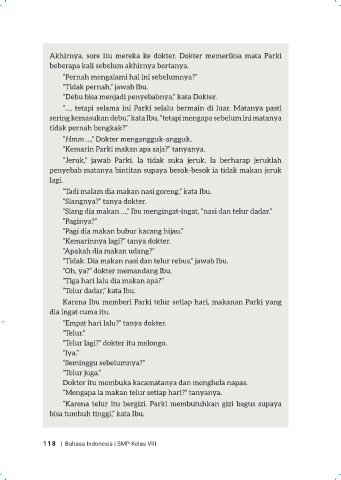 Akhirnya, sore itu mereka ke dokter. Dokter memeriksa mata Parki
beberapa kali sebelum akhirnya bertanya.
"Pernah mengalami hal ini sebelumnya?"
"Tidak pernah," jawab Ibu.
"Debu bisa menjadi penyebabnya," kata Dokter.
"..., tetapi selama ini Parki selalu bermain di luar. Matanya pasti
sering kemasukan debu," kata Ibu, "tetapi mengapa sebelum ini matanya
tidak pernah bengkak?"
"Hmm ...," Dokter mengangguk-angguk.
"Kemarin Parki makan apa saja?" tanyanya.
"Jeruk," jawab Parki. Ia tidak suka jeruk. Ia berharap jeruklah
penyebab matanya bintitan supaya besok-besok ia tidak makan jeruk
lagi.
"Tadi malam dia makan nasi goreng," kata Ibu.
"Siangnya?" tanya dokter.
"Siang dia makan ...," Ibu mengingat-ingat, "nasi dan telur dadar."
"Paginya?"
"Pagi dia makan bubur kacang hijau."
"Kemarinnya lagi?" tanya dokter.
"Apakah dia makan udang?"
"Tidak. Dia makan nasi dan telur rebus," jawab Ibu.
"Oh, ya?" dokter memandang Ibu.
"Tiga hari lalu dia makan apa?"
"Telur dadar," kata Ibu.
Karena Ibu memberi Parki telur setiap hari, makanan Parki yang
dia ingat cuma itu.
"Empat hari lalu?" tanya dokter.
"Telur."
"Telur lagi?" dokter itu melongo.
"Iya."
"Seminggu sebelumnya?"
"Telur juga."
Dokter itu membuka kacamatanya dan menghela napas.
"Mengapa Ia makan telur setiap hari?" tanyanya.
"Karena telur itu bergizi. Parki membutuhkan gizi bagus supaya
bisa tumbuh tinggi," kata Ibu.
118 | Bahasa Indonesia | SMP Kelas VIII